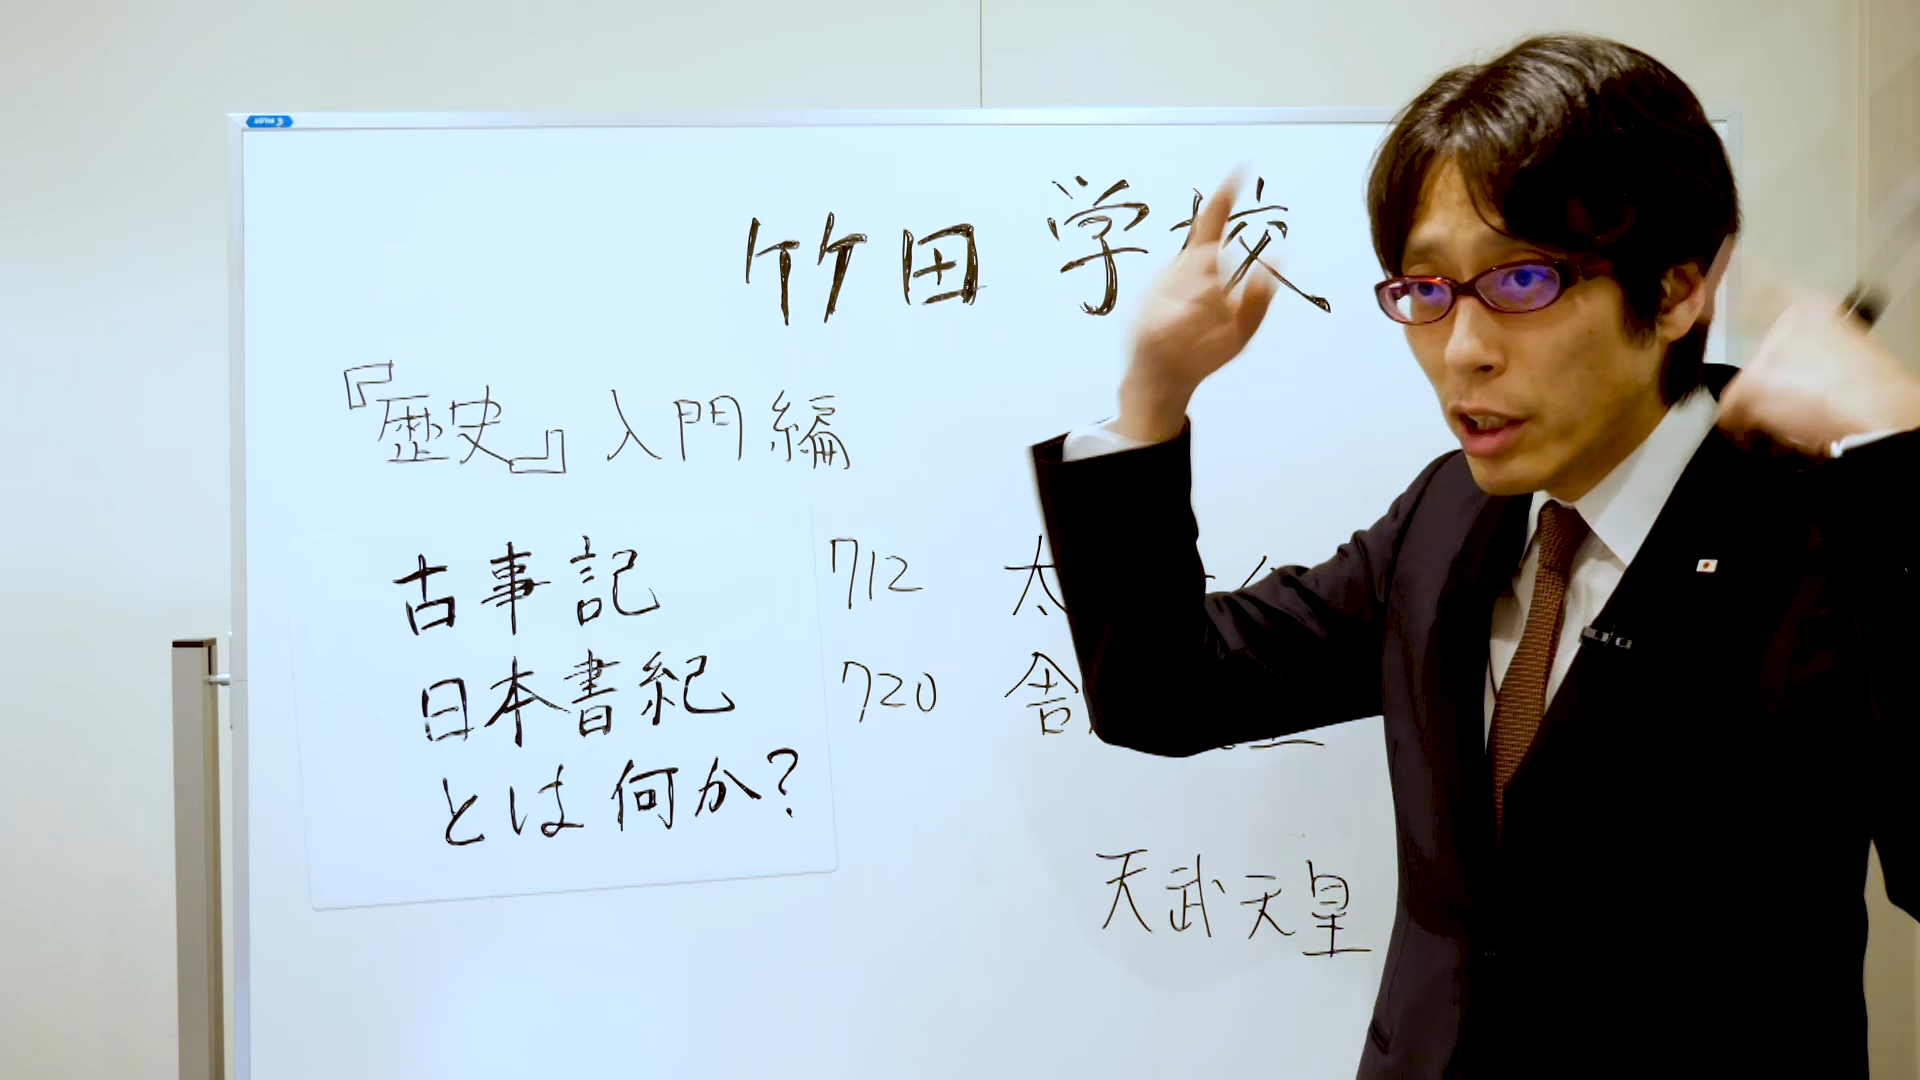 竹田学校
『歴史』入門編
古事記 712 太
日本書紀 720 舎
とは何か?
天武天皇